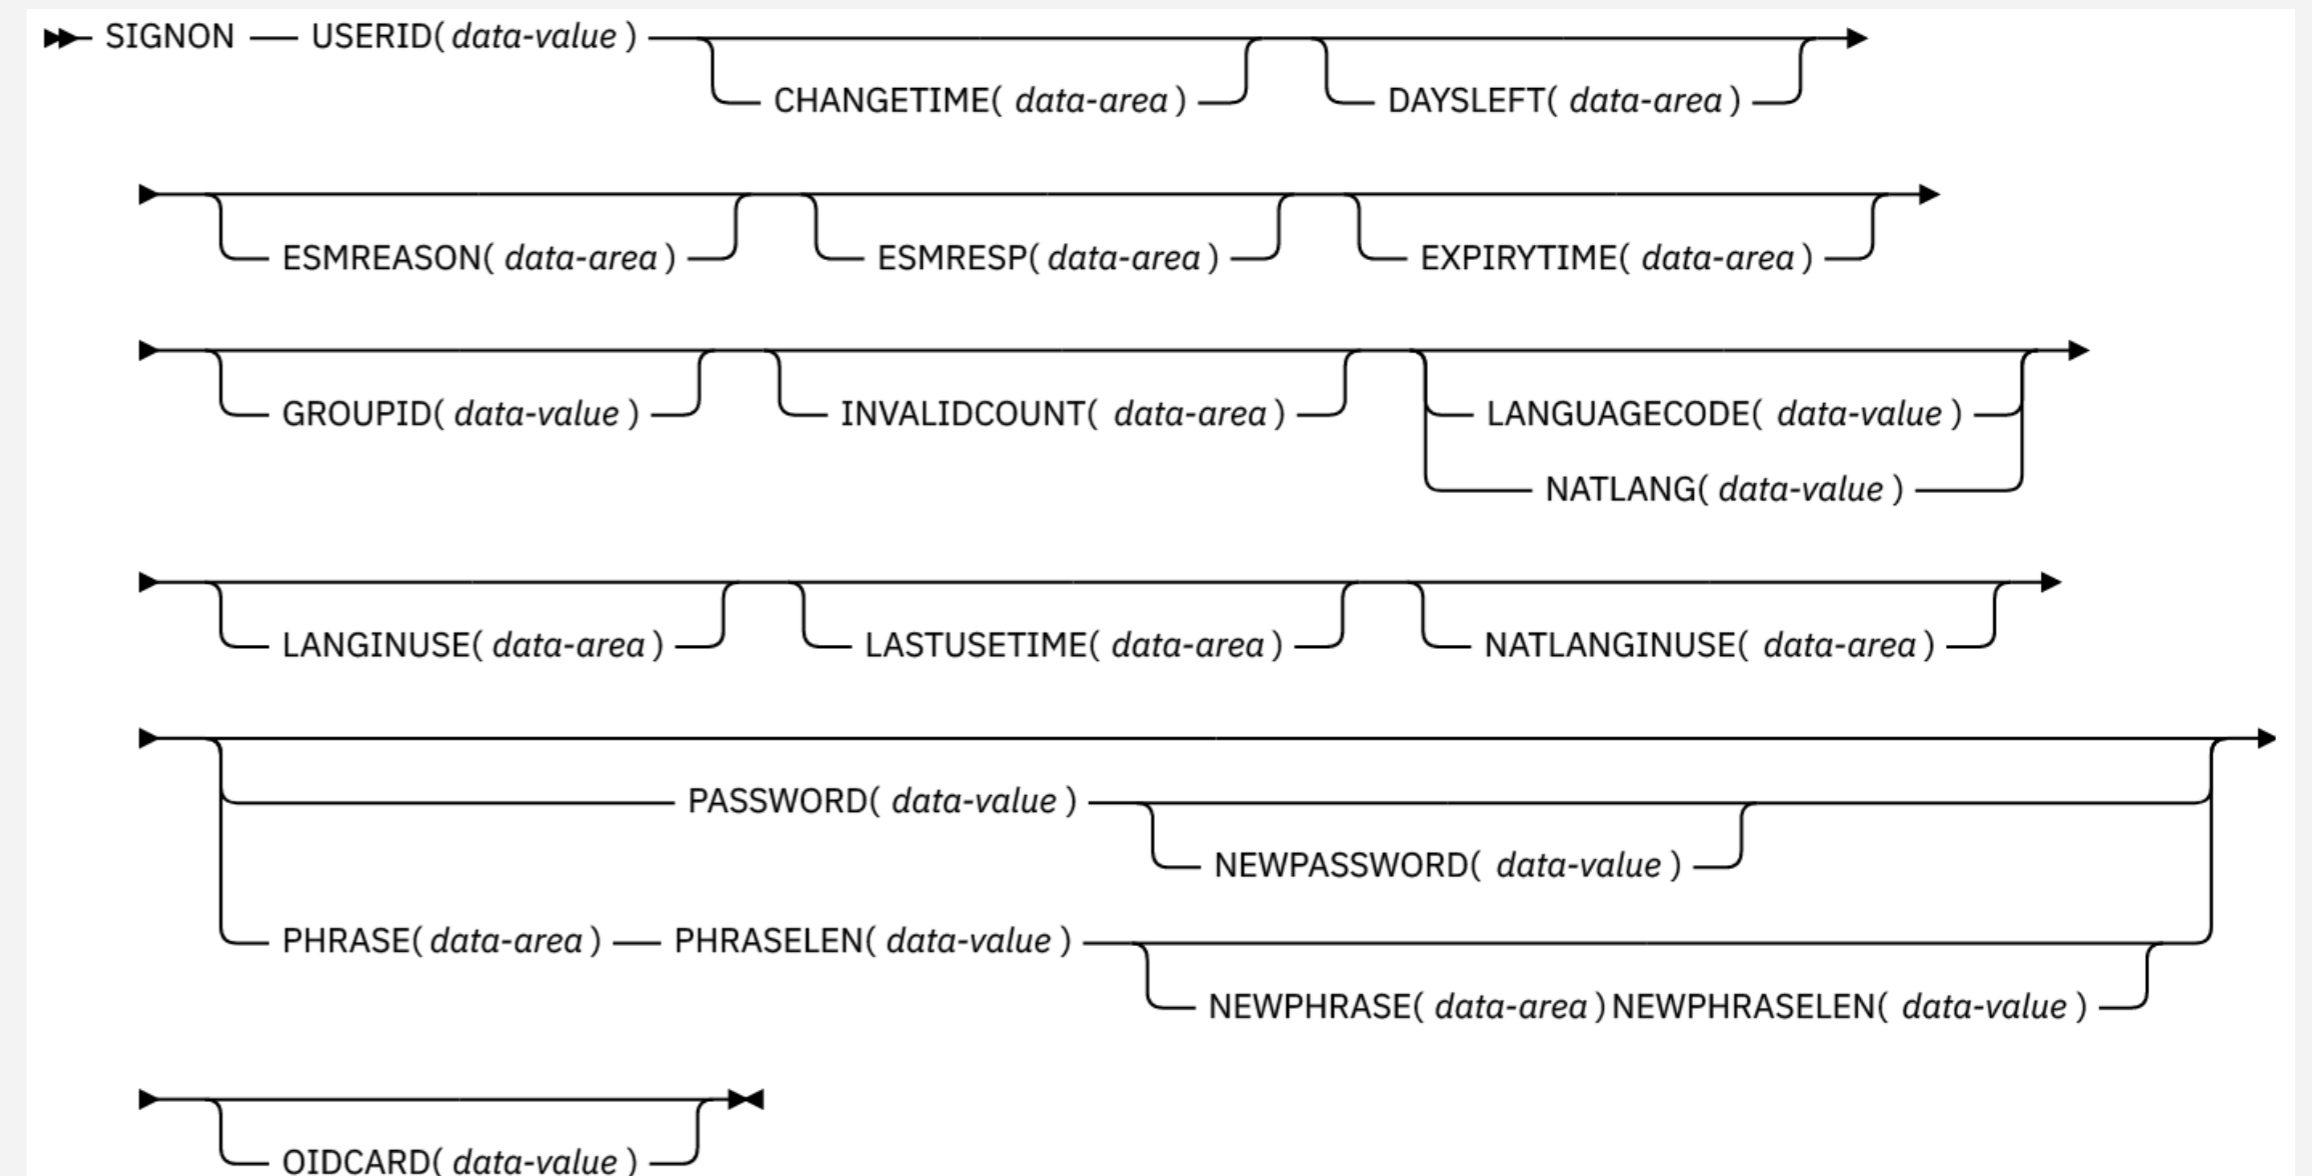 SIGNON USERID( data-value )
CHANGETIME( data-area ) DAYSLEFT( data-area )
ESMREASON( data-area ) ESMRESP( data-area ) EXPIRYTIME( data-area )
GROUPID( data-value ) INVALIDCOUNT( data-area ) LANGUAGECODE( data-value )
NATLANG( data-value )
LANGINUSE( data-area ) LASTUSETIME( data-area ) NATLANGINUSE( data-area )
PASSWORD( data-value )
NEWPASSWORD( data-value )
PHRASE( data-area ) PHRASELEN( data-value )
NEWPHRASE( data-area ) NEWPHRASELEN( data-value )
OIDCARD( data-value )